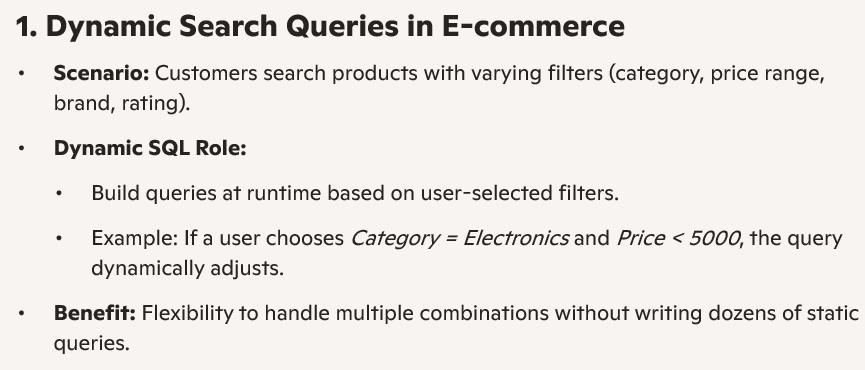 1. Dynamic Search Queries in E-commerce
• Scenario: Customers search products with varying filters (category, price range,
brand, rating).
• Dynamic SQL Role:
• Build queries at runtime based on user-selected filters.
• Example: If a user chooses Category = Electronics and Price < 5000, the query
dynamically adjusts.
• Benefit: Flexibility to handle multiple combinations without writing dozens of static
queries.